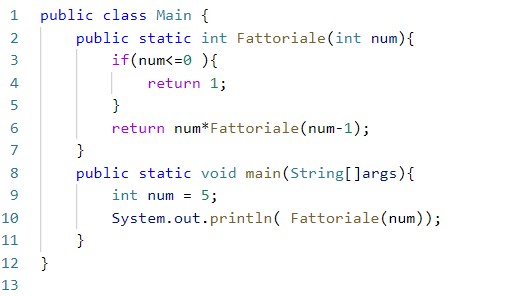 1 public class Main {
2 public static int Fattoriale(int num){
3 if(num<=0 ){
4 return 1;
5 }
6 return num*Fattoriale(num-1);
7 }
8 public static void main(String[]args){
9 int num = 5;
10 System.out.println( Fattoriale(num));
11 }
12 }
13